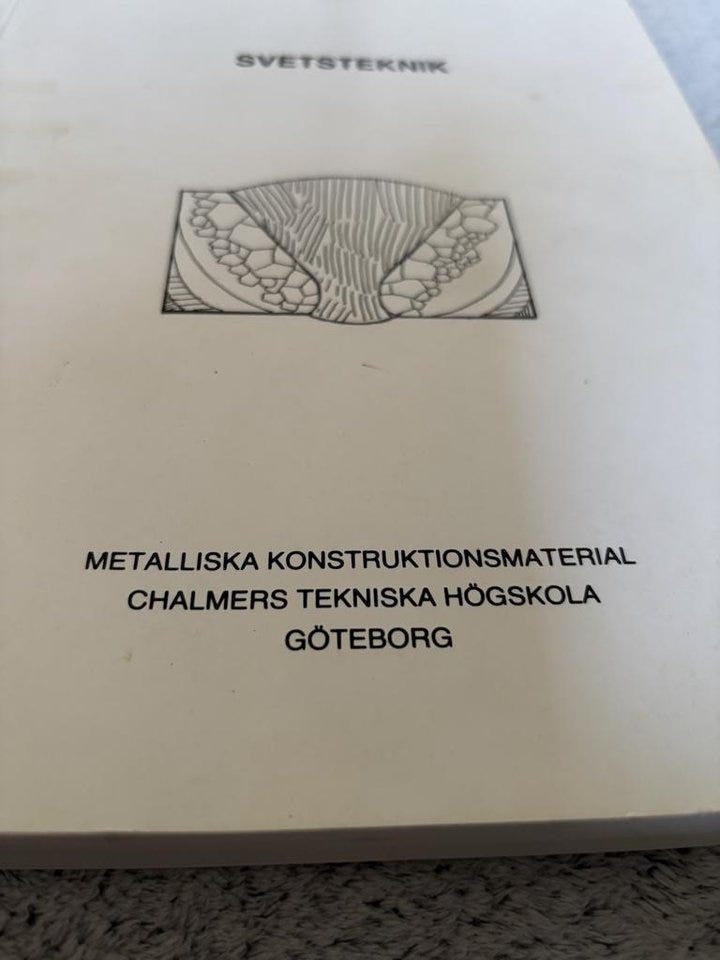 SVETSTEKNIK
METALLISKA KONSTRUKTIONSMATERIAL
CHALMERS TEKNISKA HÖGSKOLA
GÖTEBORG